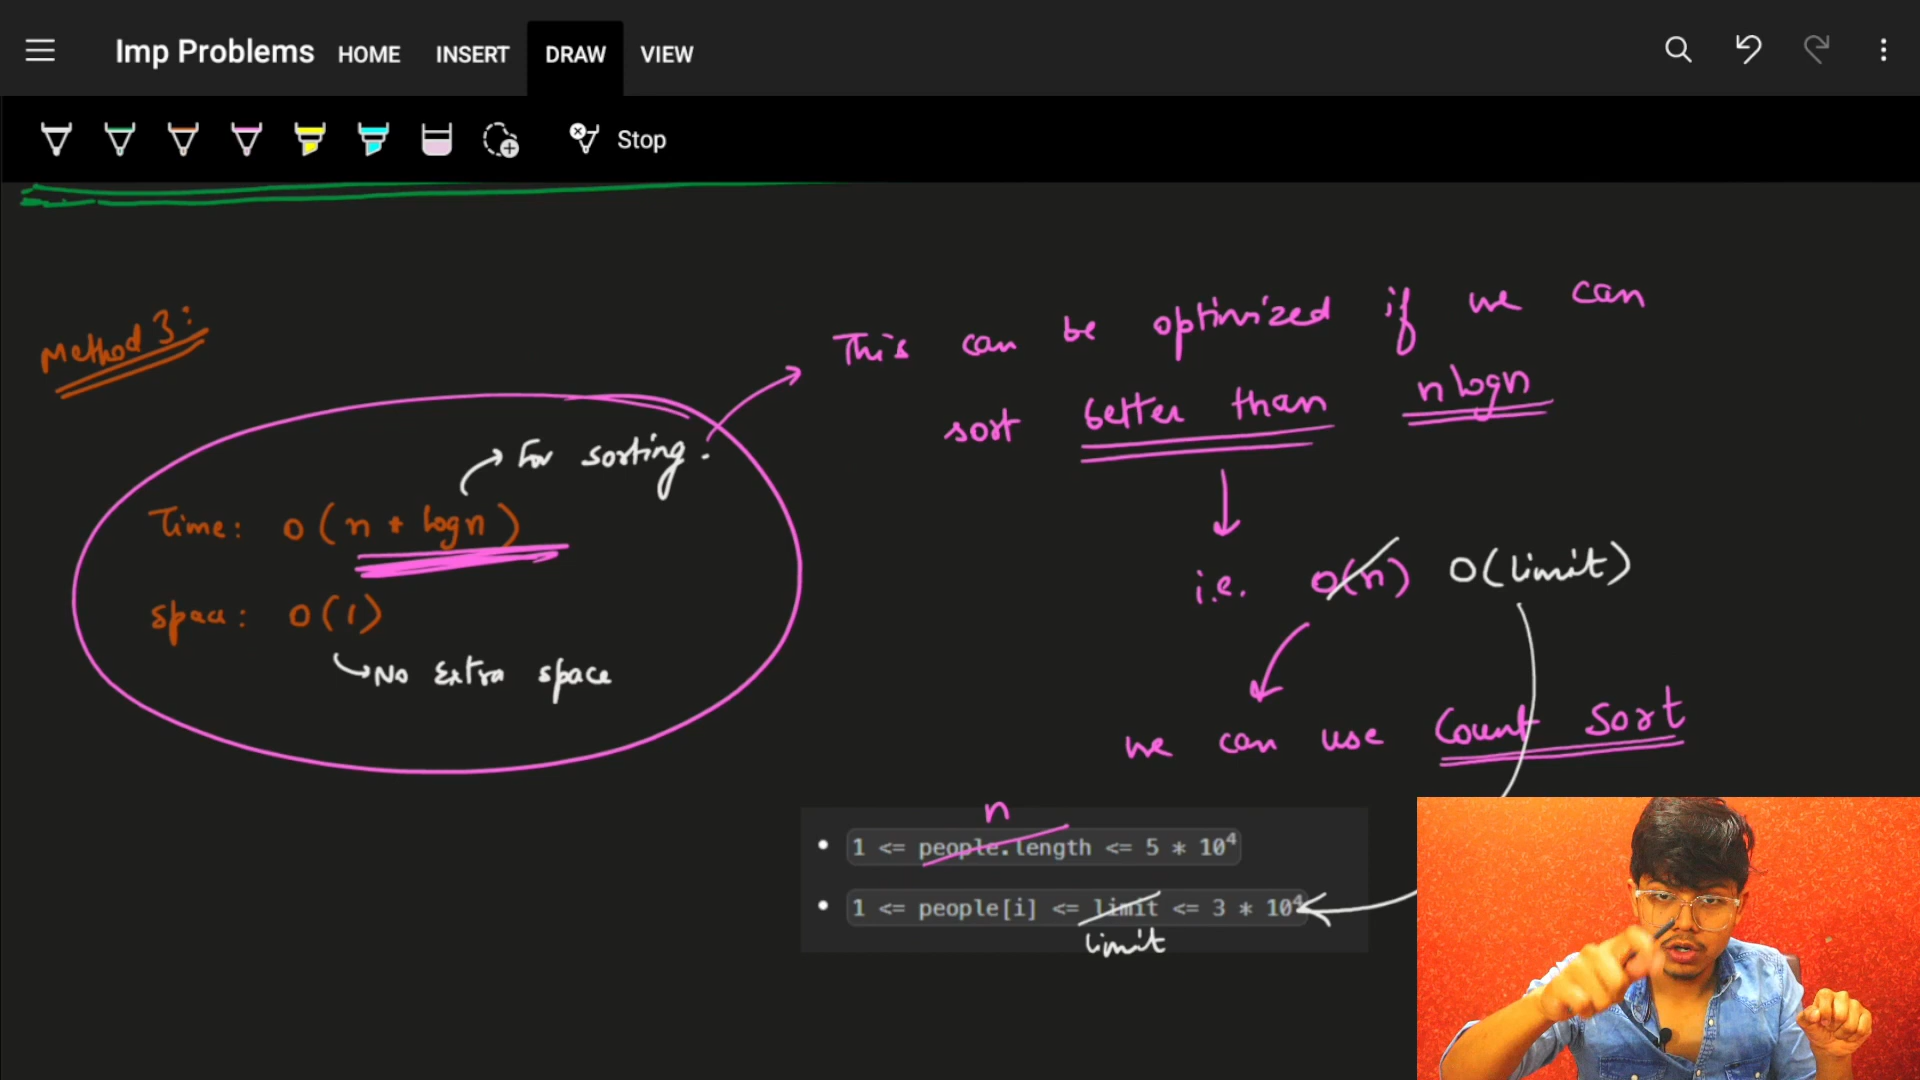 Imp Problems HOME INSERT DRAW VIEW
Stop
Method 3:
This can be optimized if we can
sort better than nlogn
For sorting.
Time: O(n * logn)
i.e. O(n) O(limit)
Space: O(1)
No Extra space
we can use Count Sort
n
1 <= people.length <= 5 * 10⁴
1 <= people[i] <= limit <= 3 * 10⁴
limit